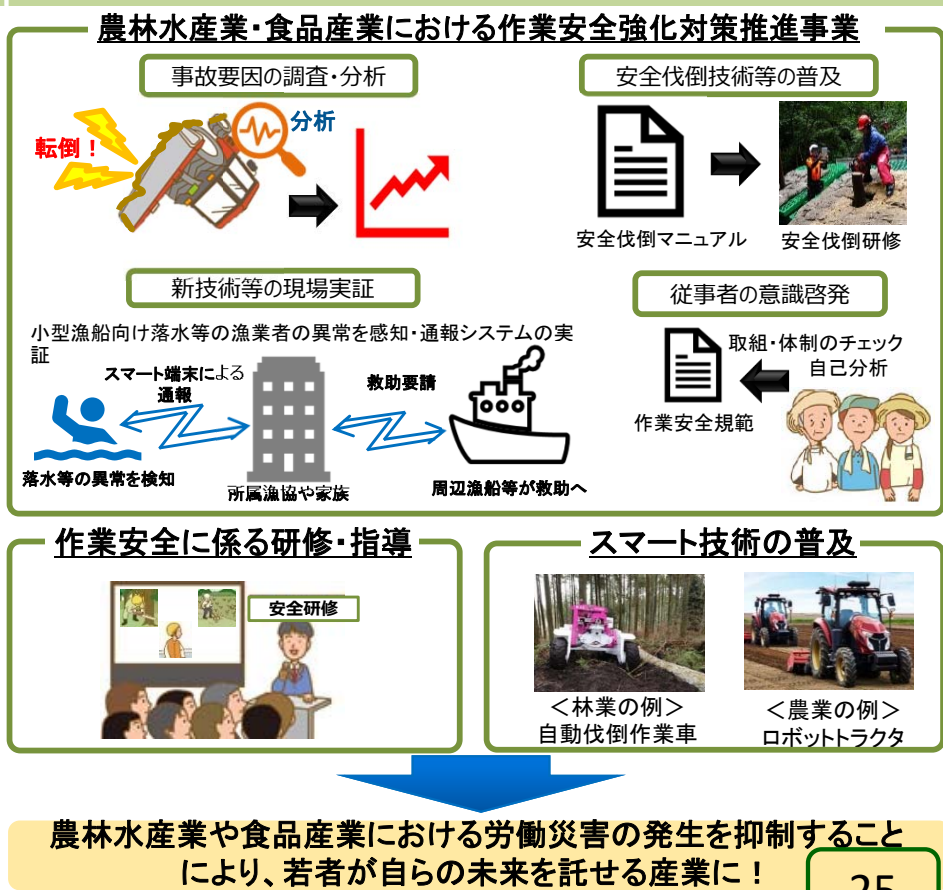 農林水産業・食品産業における作業安全強化対策推進事業
事故要因の調査・分析
転倒！
分析
安全伐倒技術等の普及
安全伐倒マニュアル
安全伐倒研修
新技術等の現場実証
小型漁船向け落水等の漁業者の異常を感知・通報システムの実
証
スマート端末による
通報
救助要請
落水等の異常を検知
所属漁協や家族
周辺漁船等が救助へ
従事者の意識啓発
取組・体制のチェック
自己分析
作業安全規範
作業安全に係る研修・指導
安全研修
スマート技術の普及
＜林業の例＞
自動伐倒作業車
＜農業の例＞
ロボットトラクタ
農林水産業や食品産業における労働災害の発生を抑制すること
により、若者が自らの未来を託せる産業に！
25